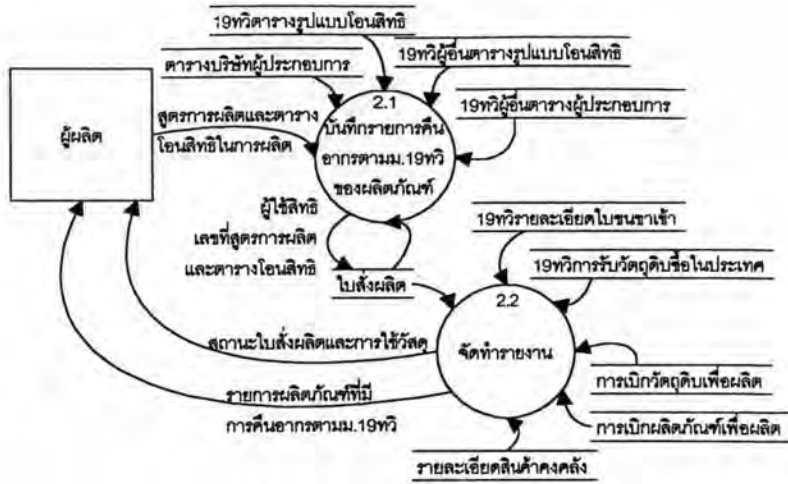 19ทวิตารางรูปแบบโอนสิทธิ
ตารางบริษัทผู้ประกอบการ
19ทวิผู้อื่นตารางรูปแบบโอนสิทธิ
2.1
19ทวิผู้อื่นตารางผู้ประกอบการ
ผู้ผลิต
สูตรการผลิตและตาราง
โอนสิทธิในการผลิต
บันทึกรายการคืน
อากรตามม.19ทวิ
ของผลิตภัณฑ์
ผู้ใช้สิทธิ
เลขที่สูตรการผลิต
และตารางโอนสิทธิ
19ทวิรายละเอียดใบขนขาเข้า
19ทวิการรับวัตถุดิบซื้อในประเทศ
ใบสั่งผลิต
2.2
จัดทำรายงาน
สถานะใบสั่งผลิตและการใช้วัสดุ
การเบิกวัตถุดิบเพื่อผลิต
รายการผลิตภัณฑ์ที่มี
การคืนอากรตามม.19ทวิ
การเบิกผลิตภัณฑ์เพื่อผลิต
รายละเอียดสินค้าคงคลัง